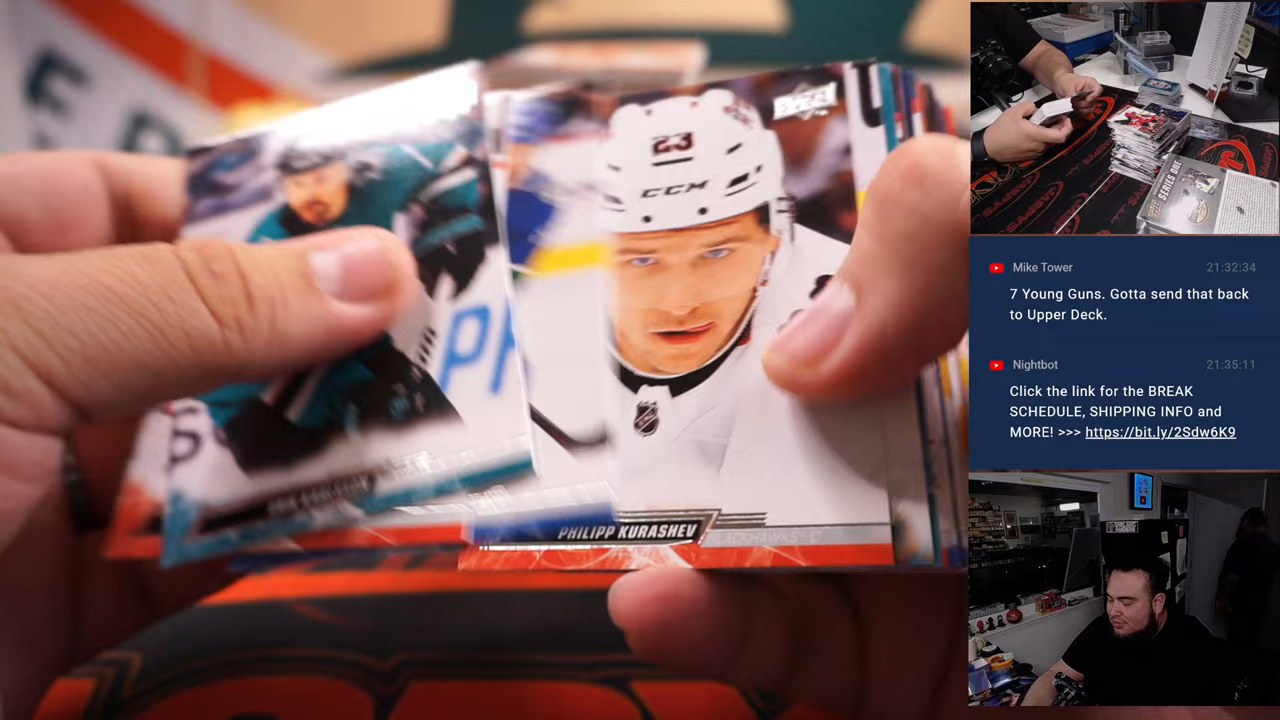 23
CCM
PHILIPP KURASHEV
BLACKHAWKS - C
Mike Tower
21:32:34
7 Young Guns. Gotta send that back
to Upper Deck.
Nightbot
21:35:11
Click the link for the BREAK
SCHEDULE, SHIPPING INFO and
MORE! >>> https://bit.ly/2Sdw6K9